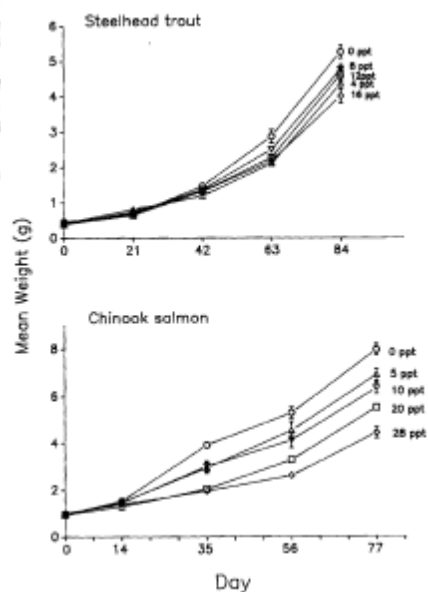 Steelhead trout
6
5
4
3
2
1
0
0 ppt
8 ppt
12ppt
4 ppt
16 ppt
0 21 42 63 84
Mean Weight (g)
Chinook salmon
8
6
4
2
0
0 ppt
5 ppt
10 ppt
20 ppt
28 ppt
0 14 35 56 77
Day